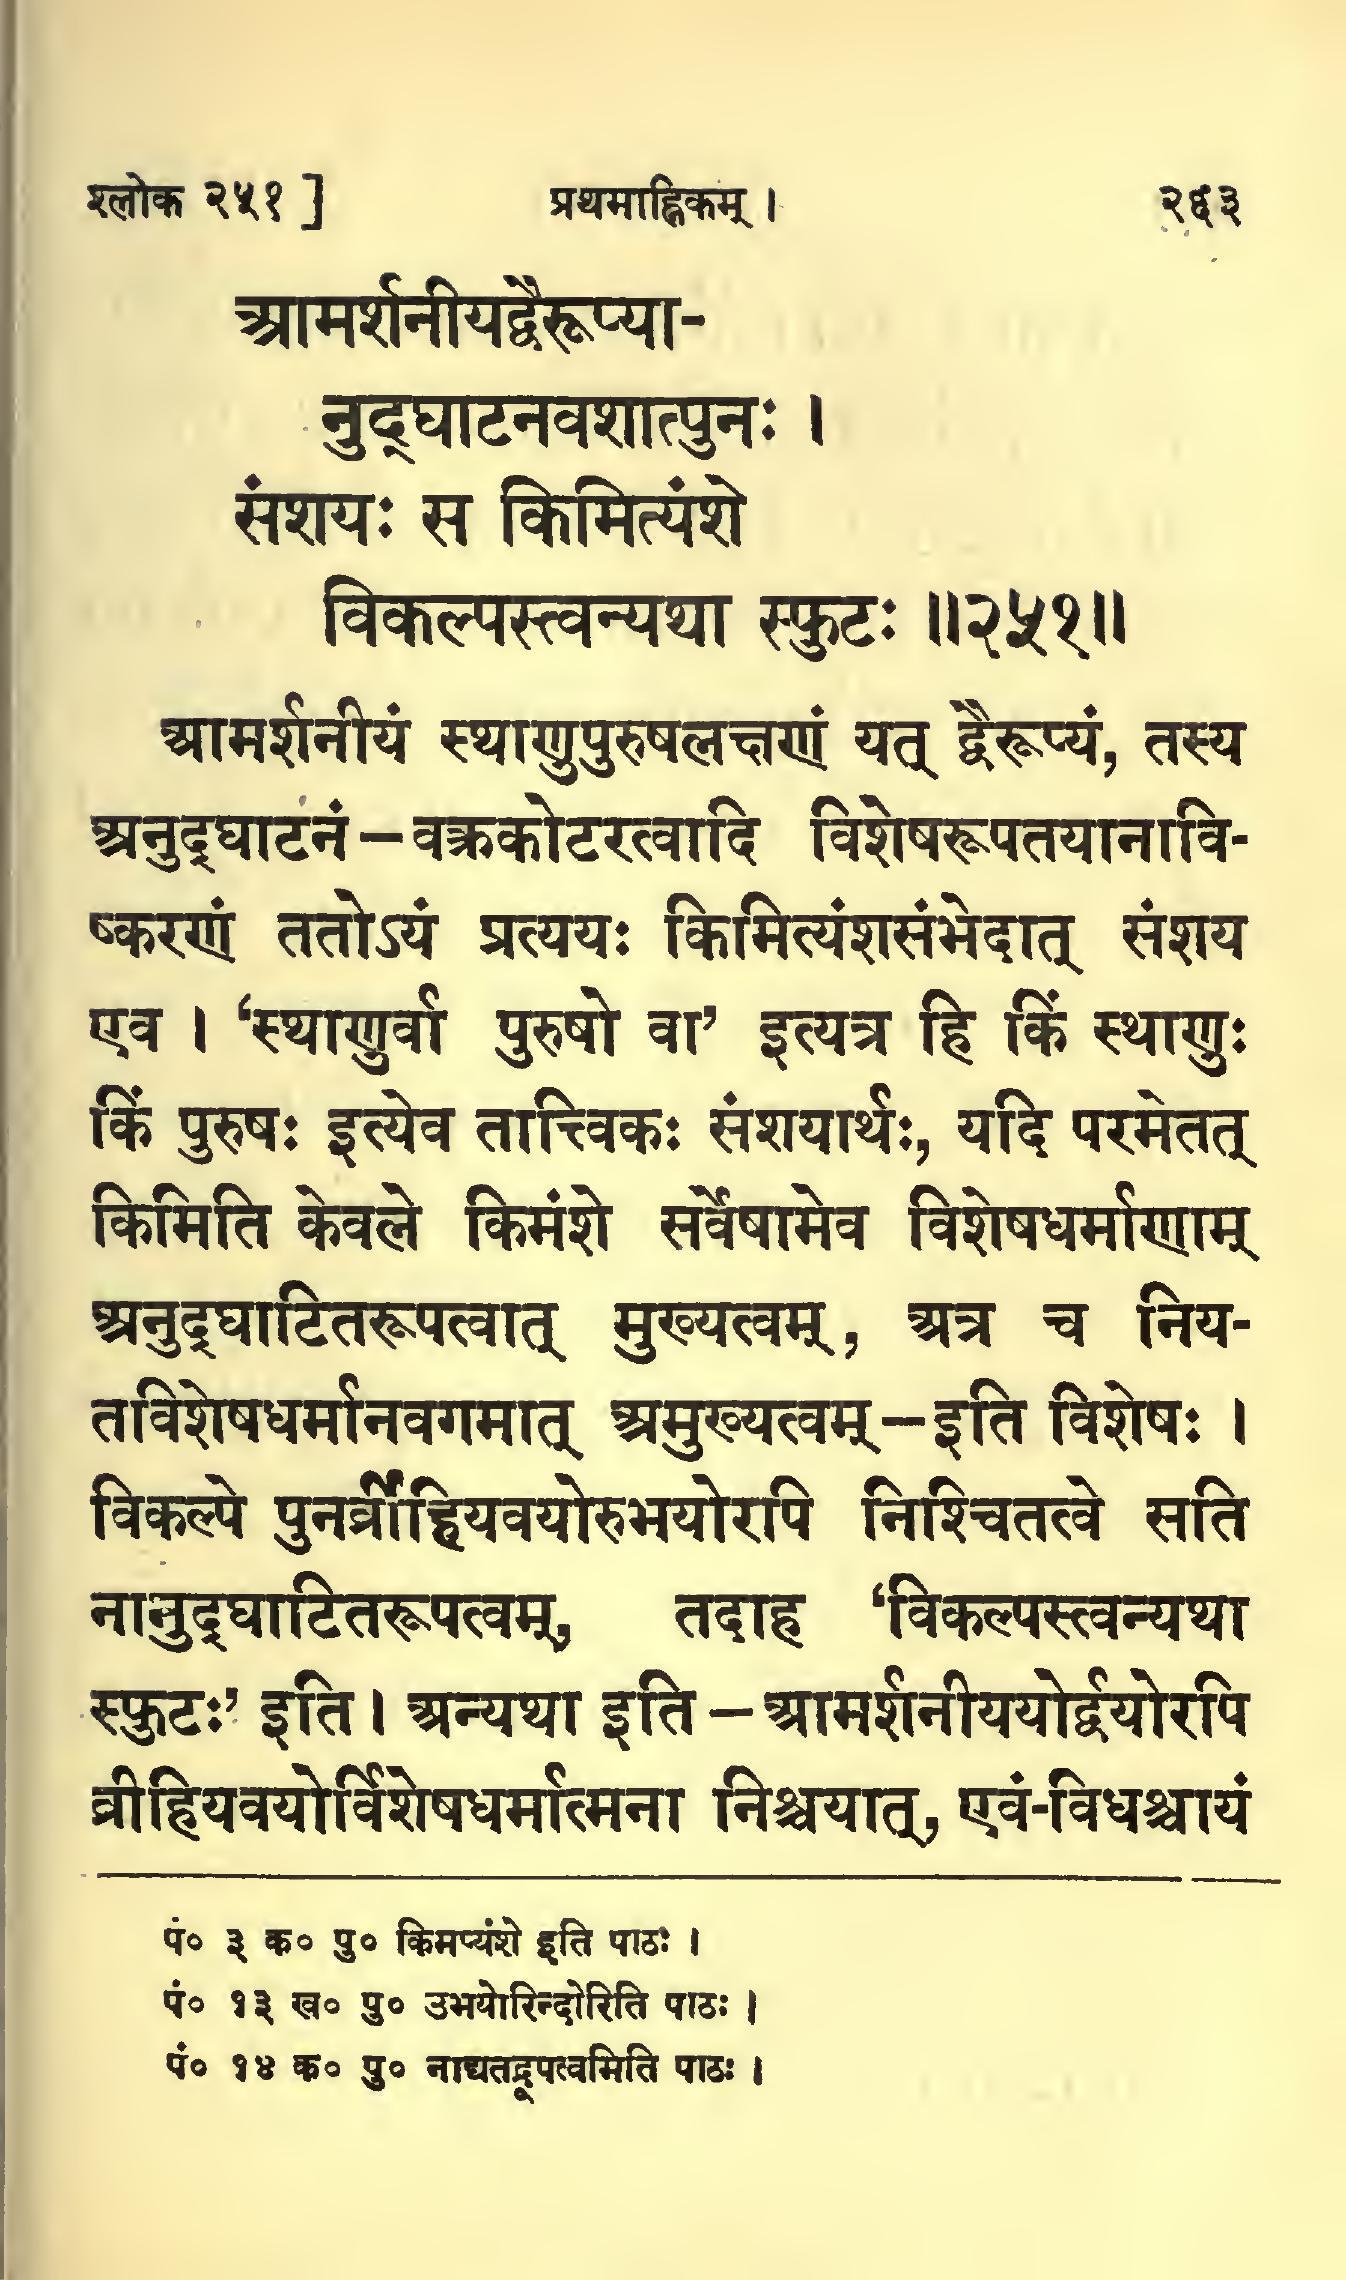 श्लोक २५१ ] प्रथमाह्निकम् । २६३
आमर्शनीयद्वैरूप्या-
नुद्घाटनवशात्पुनः ।
संशयः स किमित्यंशे
विकल्पस्त्वन्यथा स्फुटः ॥२५१॥
आमर्शनीयं स्थाणुपुरुषलक्षणं यत् द्वैरूप्यं, तस्य
अनुद्घाटनं—वक्रकोटरत्वादि विशेषरूपतयानावि-
ष्करणं ततोऽयं प्रत्ययः किमित्यंशसंभेदात् संशय
एव । ‘स्थाणुर्वा पुरुषो वा’ इत्यत्र हि किं स्थाणुः
किं पुरुषः इत्येव तात्त्विकः संशयार्थः, यदि परमेतत्
किमिति केवले किमंशे सर्वेषामेव विशेषधर्माणाम्
अनुद्घाटितरूपत्वात् मुख्यत्वम्, अत्र च निय-
तविशेषधर्मानवगमात् अमुख्यत्वम्—इति विशेषः ।
विकल्पे पुनर्व्रीहियवयोरुभयोरपि निश्चितत्वे सति
नानुद्घाटितरूपत्वम्, तदाह ‘विकल्पस्त्वन्यथा
स्फुटः’ इति । अन्यथा इति—आमर्शनीययोर्द्वयोरपि
व्रीहियवयोर्विशेषधर्मात्मना निश्चयात्, एवं-विधश्चायं
पं० ३ क० पु० किमप्यंशे इति पाठः ।
पं० १३ ख० पु० उभयोरिन्दोरिति पाठः ।
पं० १४ क० पु० नाद्यतद्रूपत्वमिति पाठः ।